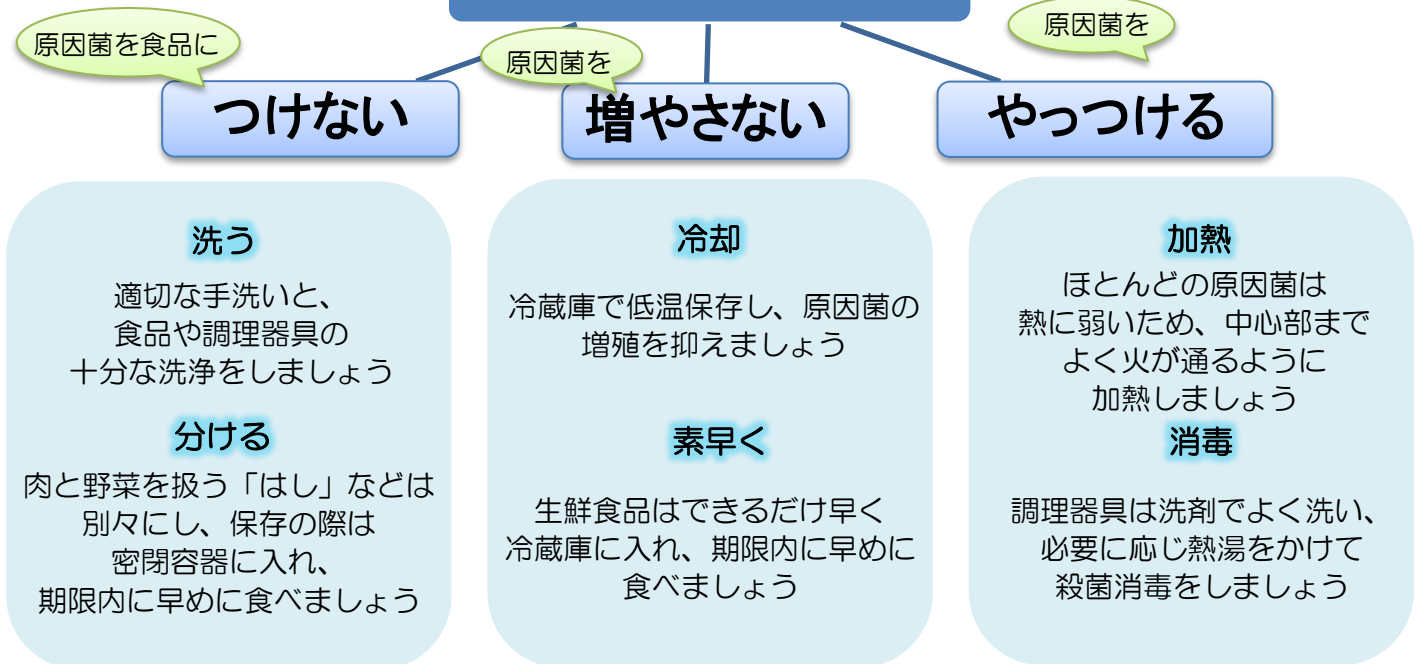 原因菌を食品に
つけない
洗う
適切な手洗いと、
食品や調理器具の
十分な洗浄をしましょう
分ける
肉と野菜を扱う「はし」などは
別々にし、保存の際は
密閉容器に入れ、
期限内に早めに食べましょう
原因菌を
増やさない
冷却
冷蔵庫で低温保存し、原因菌の
増殖を抑えましょう
素早く
生鮮食品はできるだけ早く
冷蔵庫に入れ、期限内に早めに
食べましょう
原因菌を
やっつける
加熱
ほとんどの原因菌は
熱に弱いため、中心部まで
よく火が通るように
加熱しましょう
消毒
調理器具は洗剤でよく洗い、
必要に応じ熱湯をかけて
殺菌消毒をしましょう